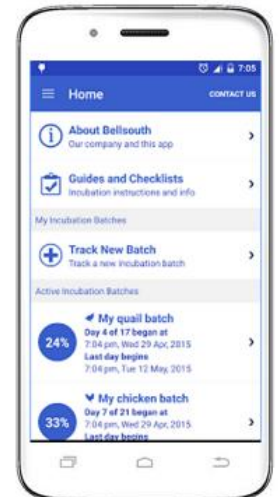 7:05
Home
CONTACT US
About Bellsouth
Our company and this app
Guides and Checklists
Incubation instructions and info
My Incubation Batches
Track New Batch
Track a new incubation batch
Active Incubation Batches
24%
My quail batch
Day 4 of 17 began at
7:04 pm, Wed 29 Apr, 2015
Last day begins
7:04 pm, Tue 12 May, 2015
33%
My chicken batch
Day 7 of 21 began at
7:04 pm, Wed 29 Apr, 2015
Last day begins